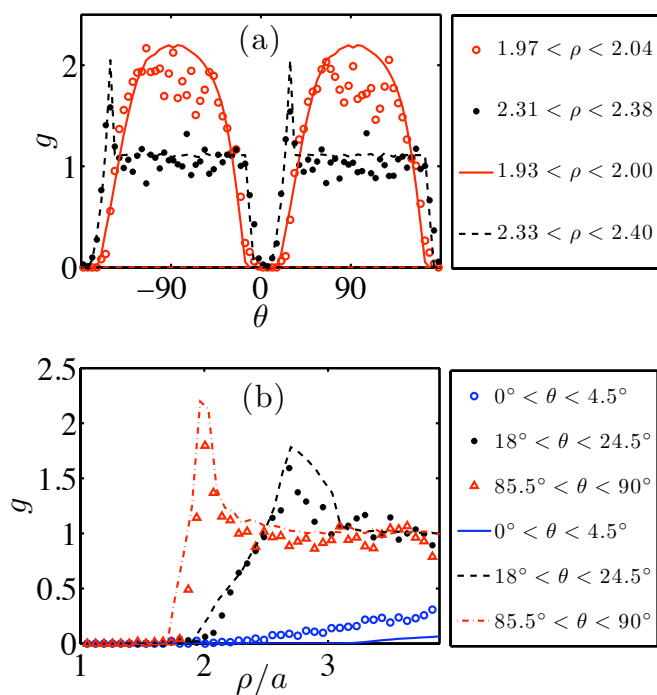 (a)
g
2
1
0
−90 0 90
θ
1.97 < ρ < 2.04
2.31 < ρ < 2.38
1.93 < ρ < 2.00
2.33 < ρ < 2.40
(b)
g
2.5
2
1.5
1
0.5
0
1 2 3
ρ/a
0° < θ < 4.5°
18° < θ < 24.5°
85.5° < θ < 90°
0° < θ < 4.5°
18° < θ < 24.5°
85.5° < θ < 90°